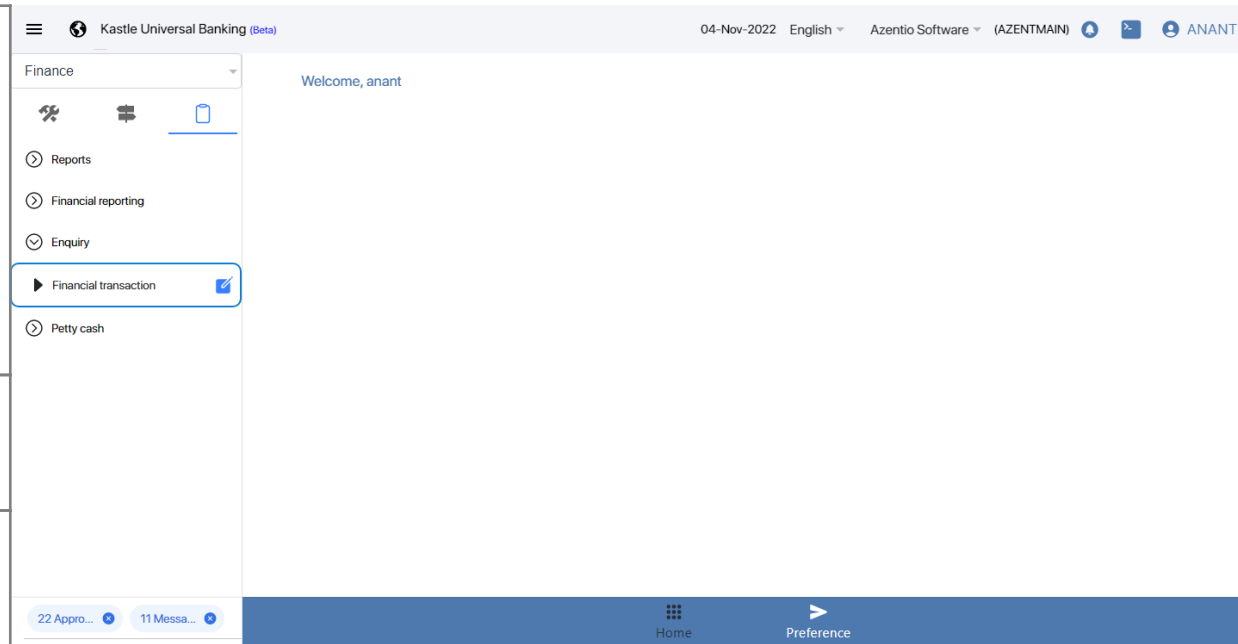 Kastle Universal Banking (Beta)
04-Nov-2022 English Azentio Software (AZENTMAIN) ANANT
Finance
Welcome, anant
Reports
Financial reporting
Enquiry
Financial transaction
Petty cash
22 Appro... 11 Messa...
Home Preference